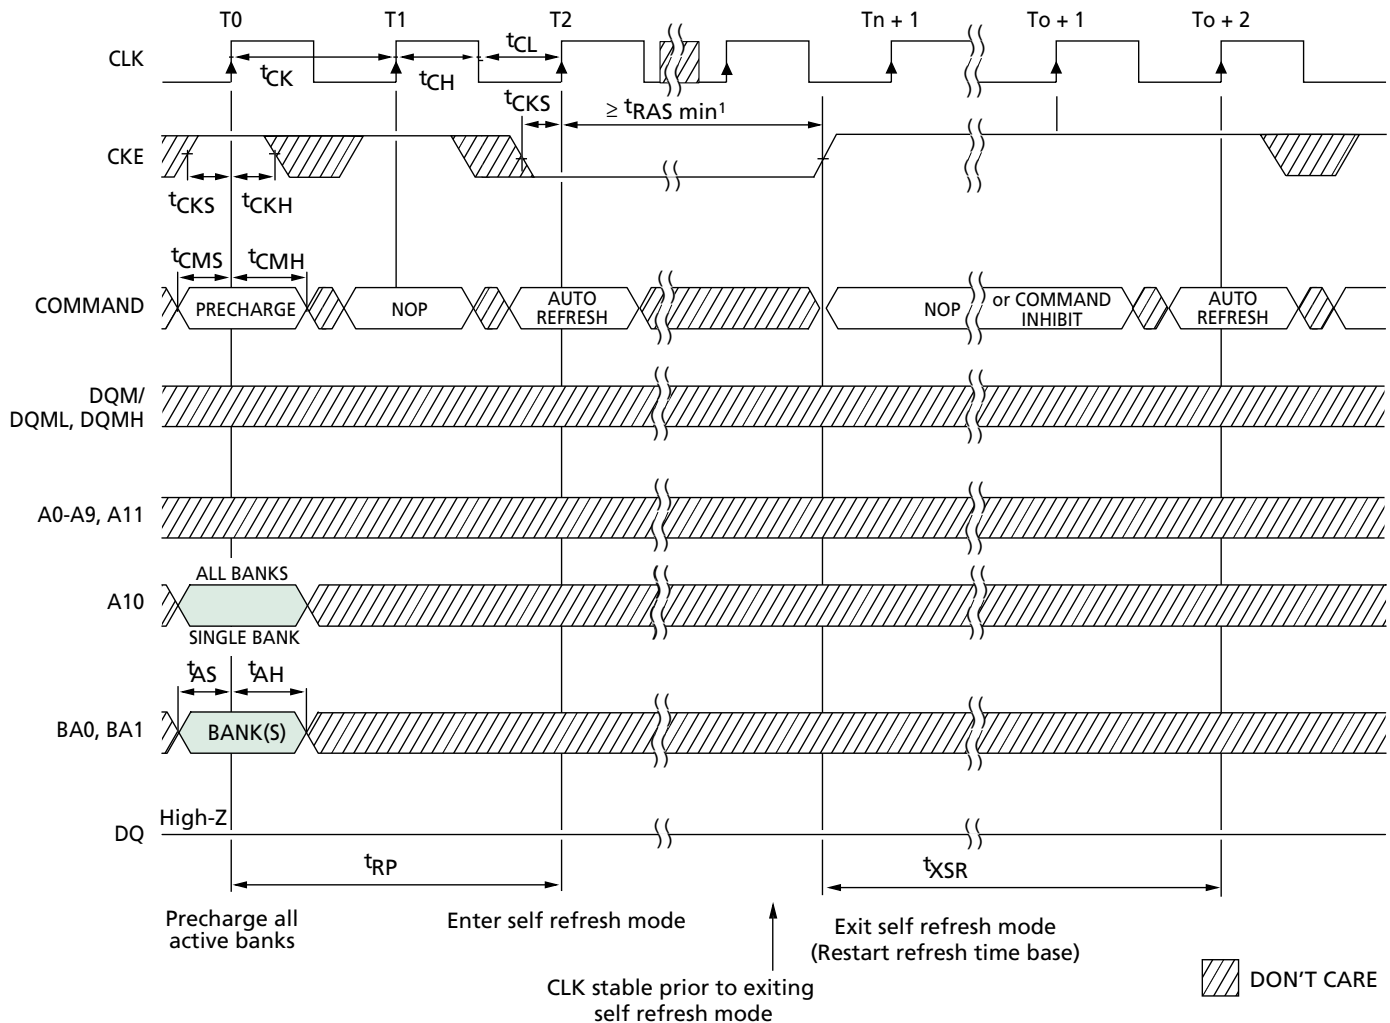 T0 T1 T2 Tn + 1 To + 1 To + 2
CLK
tCK tCH tCL
tCKS ≥ tRAS min1
CKE
tCKS tCKH
tCMS tCMH
COMMAND PRECHARGE NOP AUTO REFRESH NOP or COMMAND INHIBIT AUTO REFRESH
DQM/
DQML, DQMH
A0-A9, A11
ALL BANKS
A10
SINGLE BANK
tAS tAH
BA0, BA1 BANK(S)
High-Z
DQ
tRP tXSR
Precharge all
active banks
Enter self refresh mode
CLK stable prior to exiting
self refresh mode
Exit self refresh mode
(Restart refresh time base)
DON'T CARE